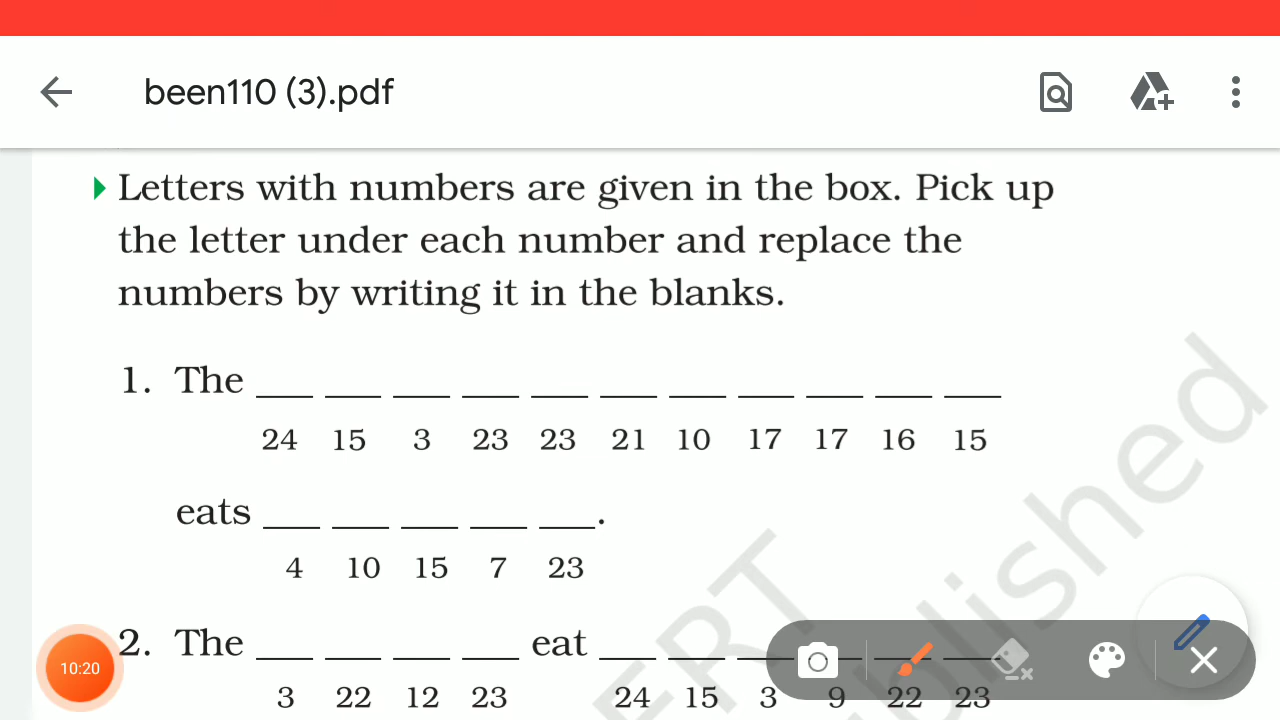 been110 (3).pdf
Letters with numbers are given in the box. Pick up
the letter under each number and replace the
numbers by writing it in the blanks.
1. The ___ ___ ___ ___ ___ ___ ___ ___ ___ ___ ___
24 15 3 23 23 21 10 17 17 16 15
eats ___ ___ ___ ___ ___.
4 10 15 7 23
2. The ___ ___ ___ ___ eat ___ ___ ___ ___ ___ ___
3 22 12 23 24 15 3 9 22 23
10:20